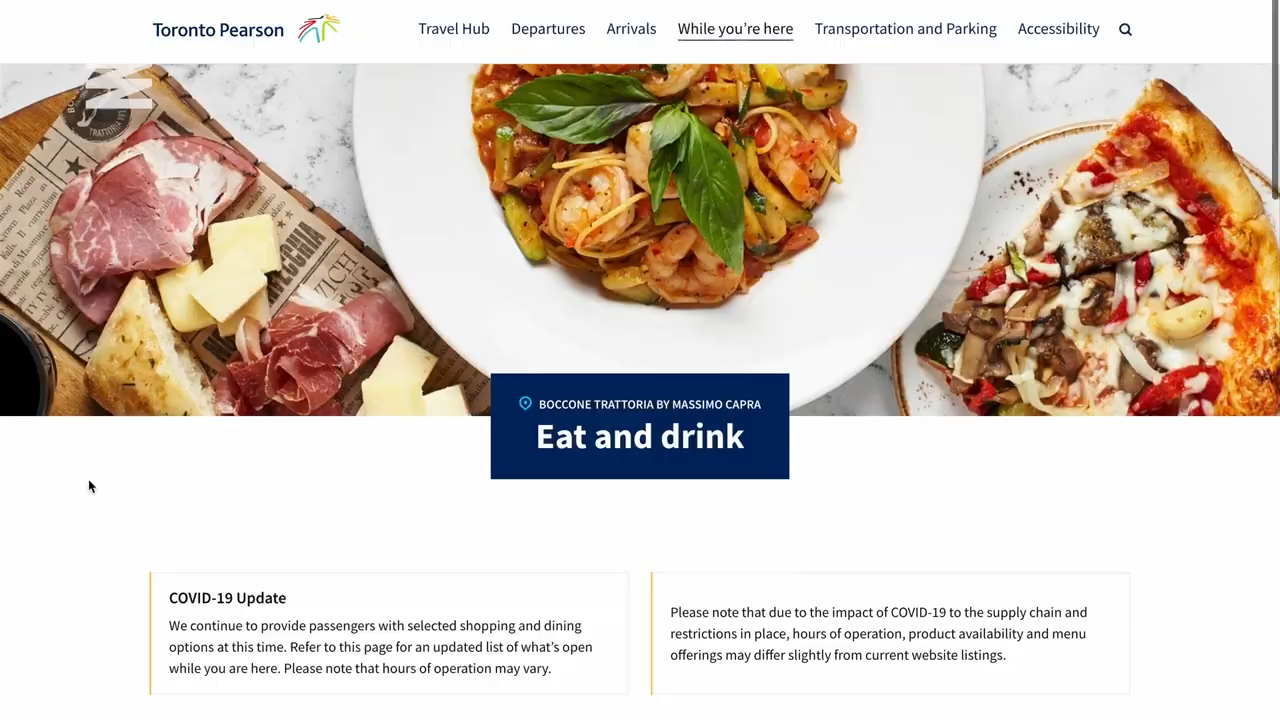 Toronto Pearson
Travel Hub
Departures
Arrivals
While you're here
Transportation and Parking
Accessibility
BOCCONE TRATTORIA BY MASSIMO CAPRA
Eat and drink
COVID-19 Update
We continue to provide passengers with selected shopping and dining
options at this time. Refer to this page for an updated list of what's open
while you are here. Please note that hours of operation may vary.
Please note that due to the impact of COVID-19 to the supply chain and
restrictions in place, hours of operation, product availability and menu
offerings may differ slightly from current website listings.